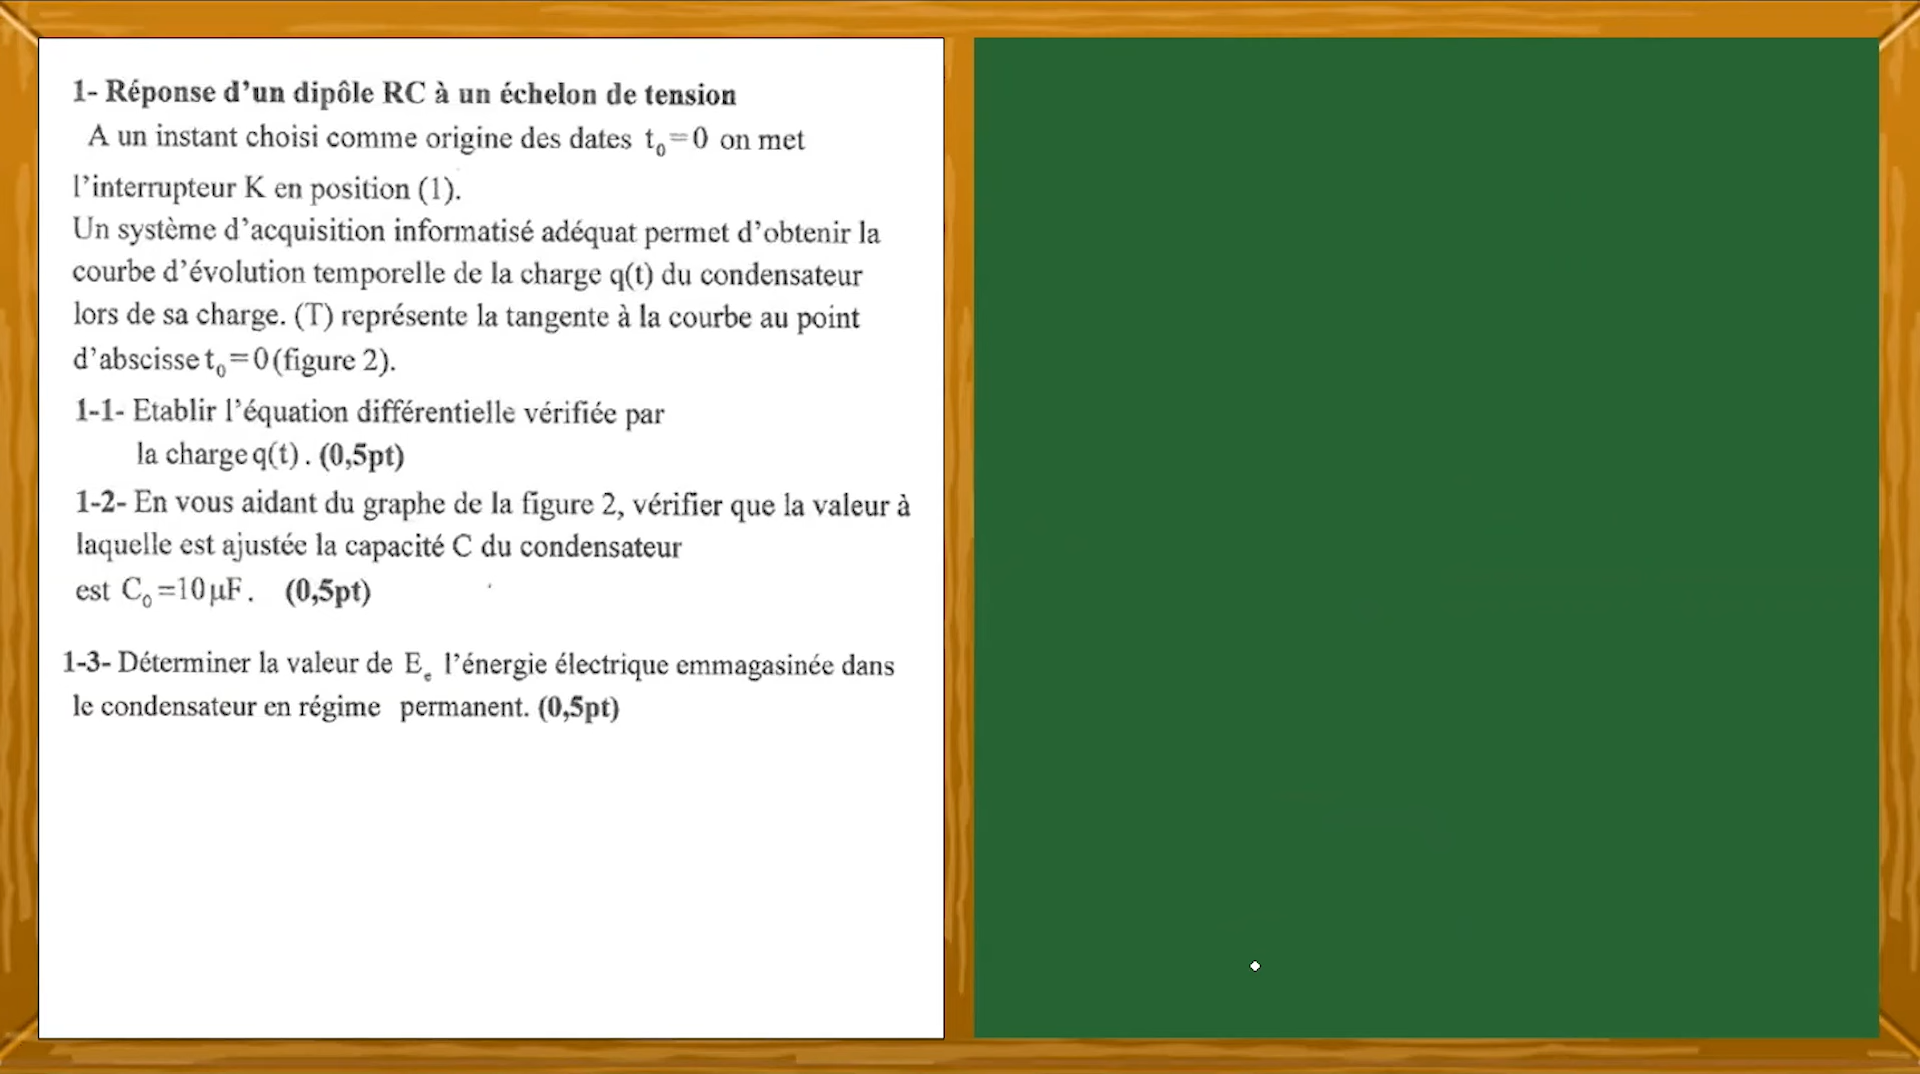 1- Réponse d'un dipôle RC à un échelon de tension
A un instant choisi comme origine des dates t₀=0 on met
l'interrupteur K en position (1).
Un système d'acquisition informatisé adéquat permet d'obtenir la
courbe d'évolution temporelle de la charge q(t) du condensateur
lors de sa charge. (T) représente la tangente à la courbe au point
d'abscisse t₀=0 (figure 2).
1-1- Etablir l'équation différentielle vérifiée par
la charge q(t). (0,5pt)
1-2- En vous aidant du graphe de la figure 2, vérifier que la valeur à
laquelle est ajustée la capacité C du condensateur
est C₀=10μF. (0,5pt)
1-3- Déterminer la valeur de Eₑ l'énergie électrique emmagasinée dans
le condensateur en régime permanent. (0,5pt)